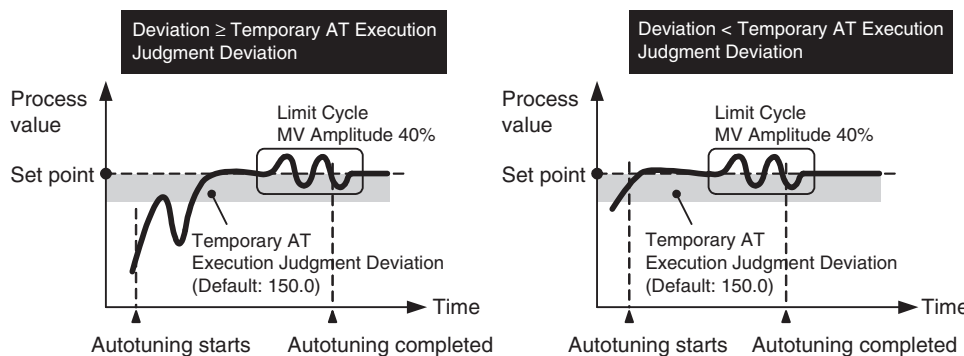 Deviation ≥ Temporary AT Execution
Judgment Deviation
Process
value
Limit Cycle
MV Amplitude 40%
Set point
Temporary AT
Execution Judgment Deviation
(Default: 150.0)
Time
Autotuning starts
Autotuning completed
Deviation < Temporary AT Execution
Judgment Deviation
Process
value
Limit Cycle
MV Amplitude 40%
Set point
Temporary AT
Execution Judgment Deviation
(Default: 150.0)
Time
Autotuning starts
Autotuning completed